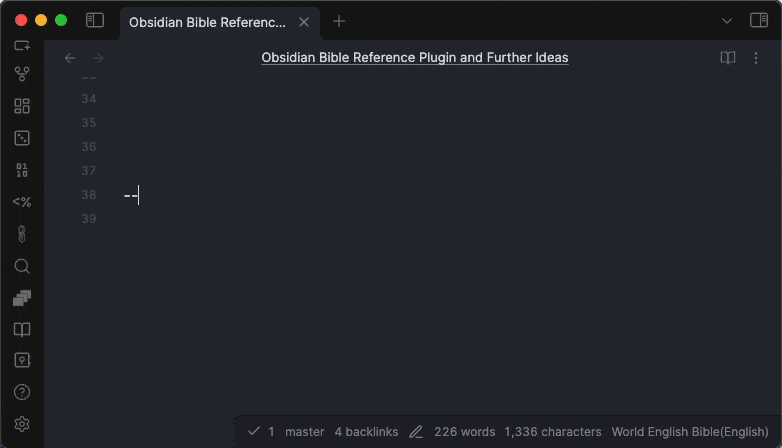 Obsidian Bible Referenc...
Obsidian Bible Reference Plugin and Further Ideas
34
35
36
37
38 --
39
<%
1 master 4 backlinks 226 words 1,336 characters World English Bible(English)